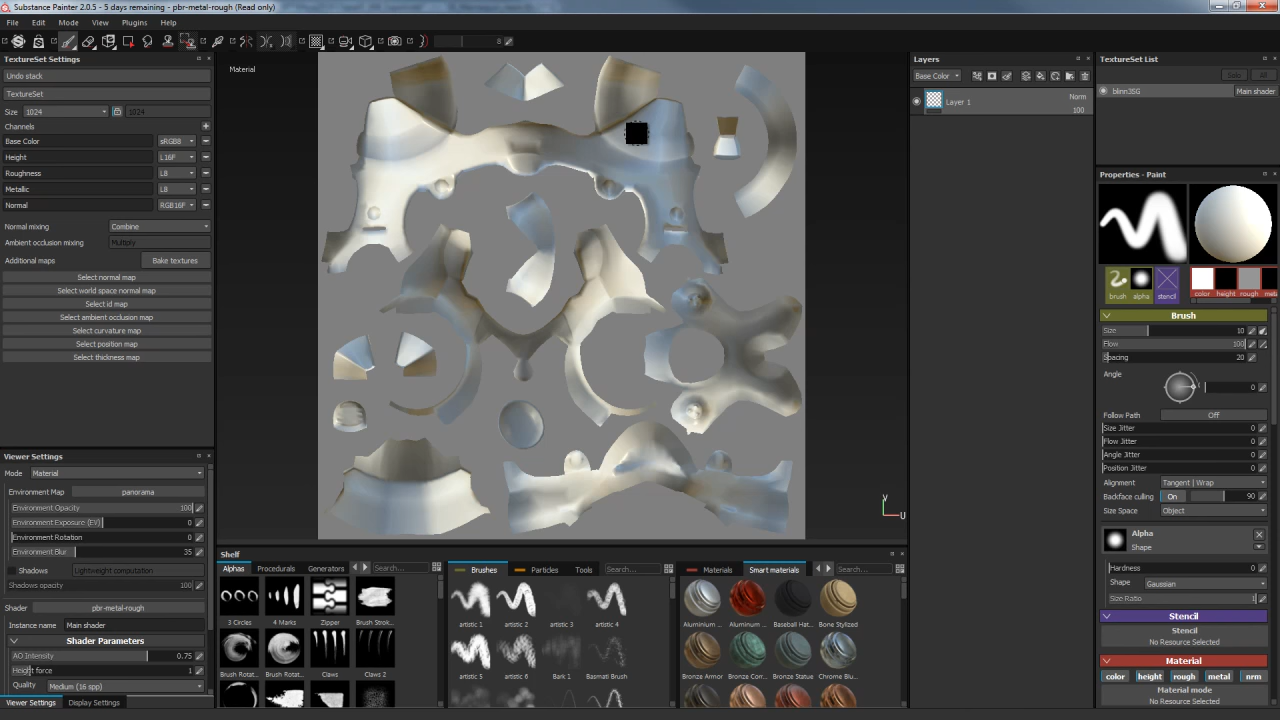 Substance Painter 2.0.5 - 5 days remaining - pbr-metal-rough (Read only)
File Edit Mode View Plugins Help
8
TextureSet Settings
Undo stack
TextureSet
Size 1024 1024
Channels
Base Color sRGB8
Height L16F
Roughness L8
Metallic L8
Normal RGB16F
Normal mixing Combine
Ambient occlusion mixing Multiply
Additional maps Bake textures
Select normal map
Select world space normal map
Select id map
Select ambient occlusion map
Select curvature map
Select position map
Select thickness map
Viewer Settings
Mode Material
Environment Map panorama
Environment Opacity 100
Environment Exposure (EV) 0
Environment Rotation 0
Environment Blur 35
Shadows Lightweight computation
Shadows opacity 100
Shader pbr-metal-rough
Instance name Main shader
Shader Parameters
AO Intensity 0.75
Height force 1
Quality Medium (16 spp)
Viewer Settings Display Settings
Material
y
U
Shelf
Alphas Procedurals Generators Search...
3 Circles 4 Marks Zipper Brush Strok...
Brush Rotat... Brush Rotat... Claws Claws 2
Brushes Particles Tools Search...
artistic 1 artistic 2 artistic 3 artistic 4
artistic 5 artistic 6 Bark 1 Basmati Brush
Materials Smart materials Search...
Aluminium ... Aluminum ... Baseball Hat... Bone Stylized
Bronze Armor Bronze Corr... Bronze Statue Chrome Blu...
Layers
Base Color
Layer 1 Norm
100
TextureSet List
Solo All
blinn3SG Main shader
Properties - Paint
brush alpha stencil color height rough meta
Brush
Size 10
Flow 100
Spacing 20
Angle 0
Follow Path Off
Size Jitter 0
Flow Jitter 0
Angle Jitter 0
Position Jitter 0
Alignment Tangent | Wrap
Backface culling On 90
Size Space Object
Alpha
Shape
Hardness 0
Shape Gaussian
Size Ratio 1
Stencil
Stencil
No Resource Selected
Material
color height rough metal nrm
Material mode
No Resource Selected